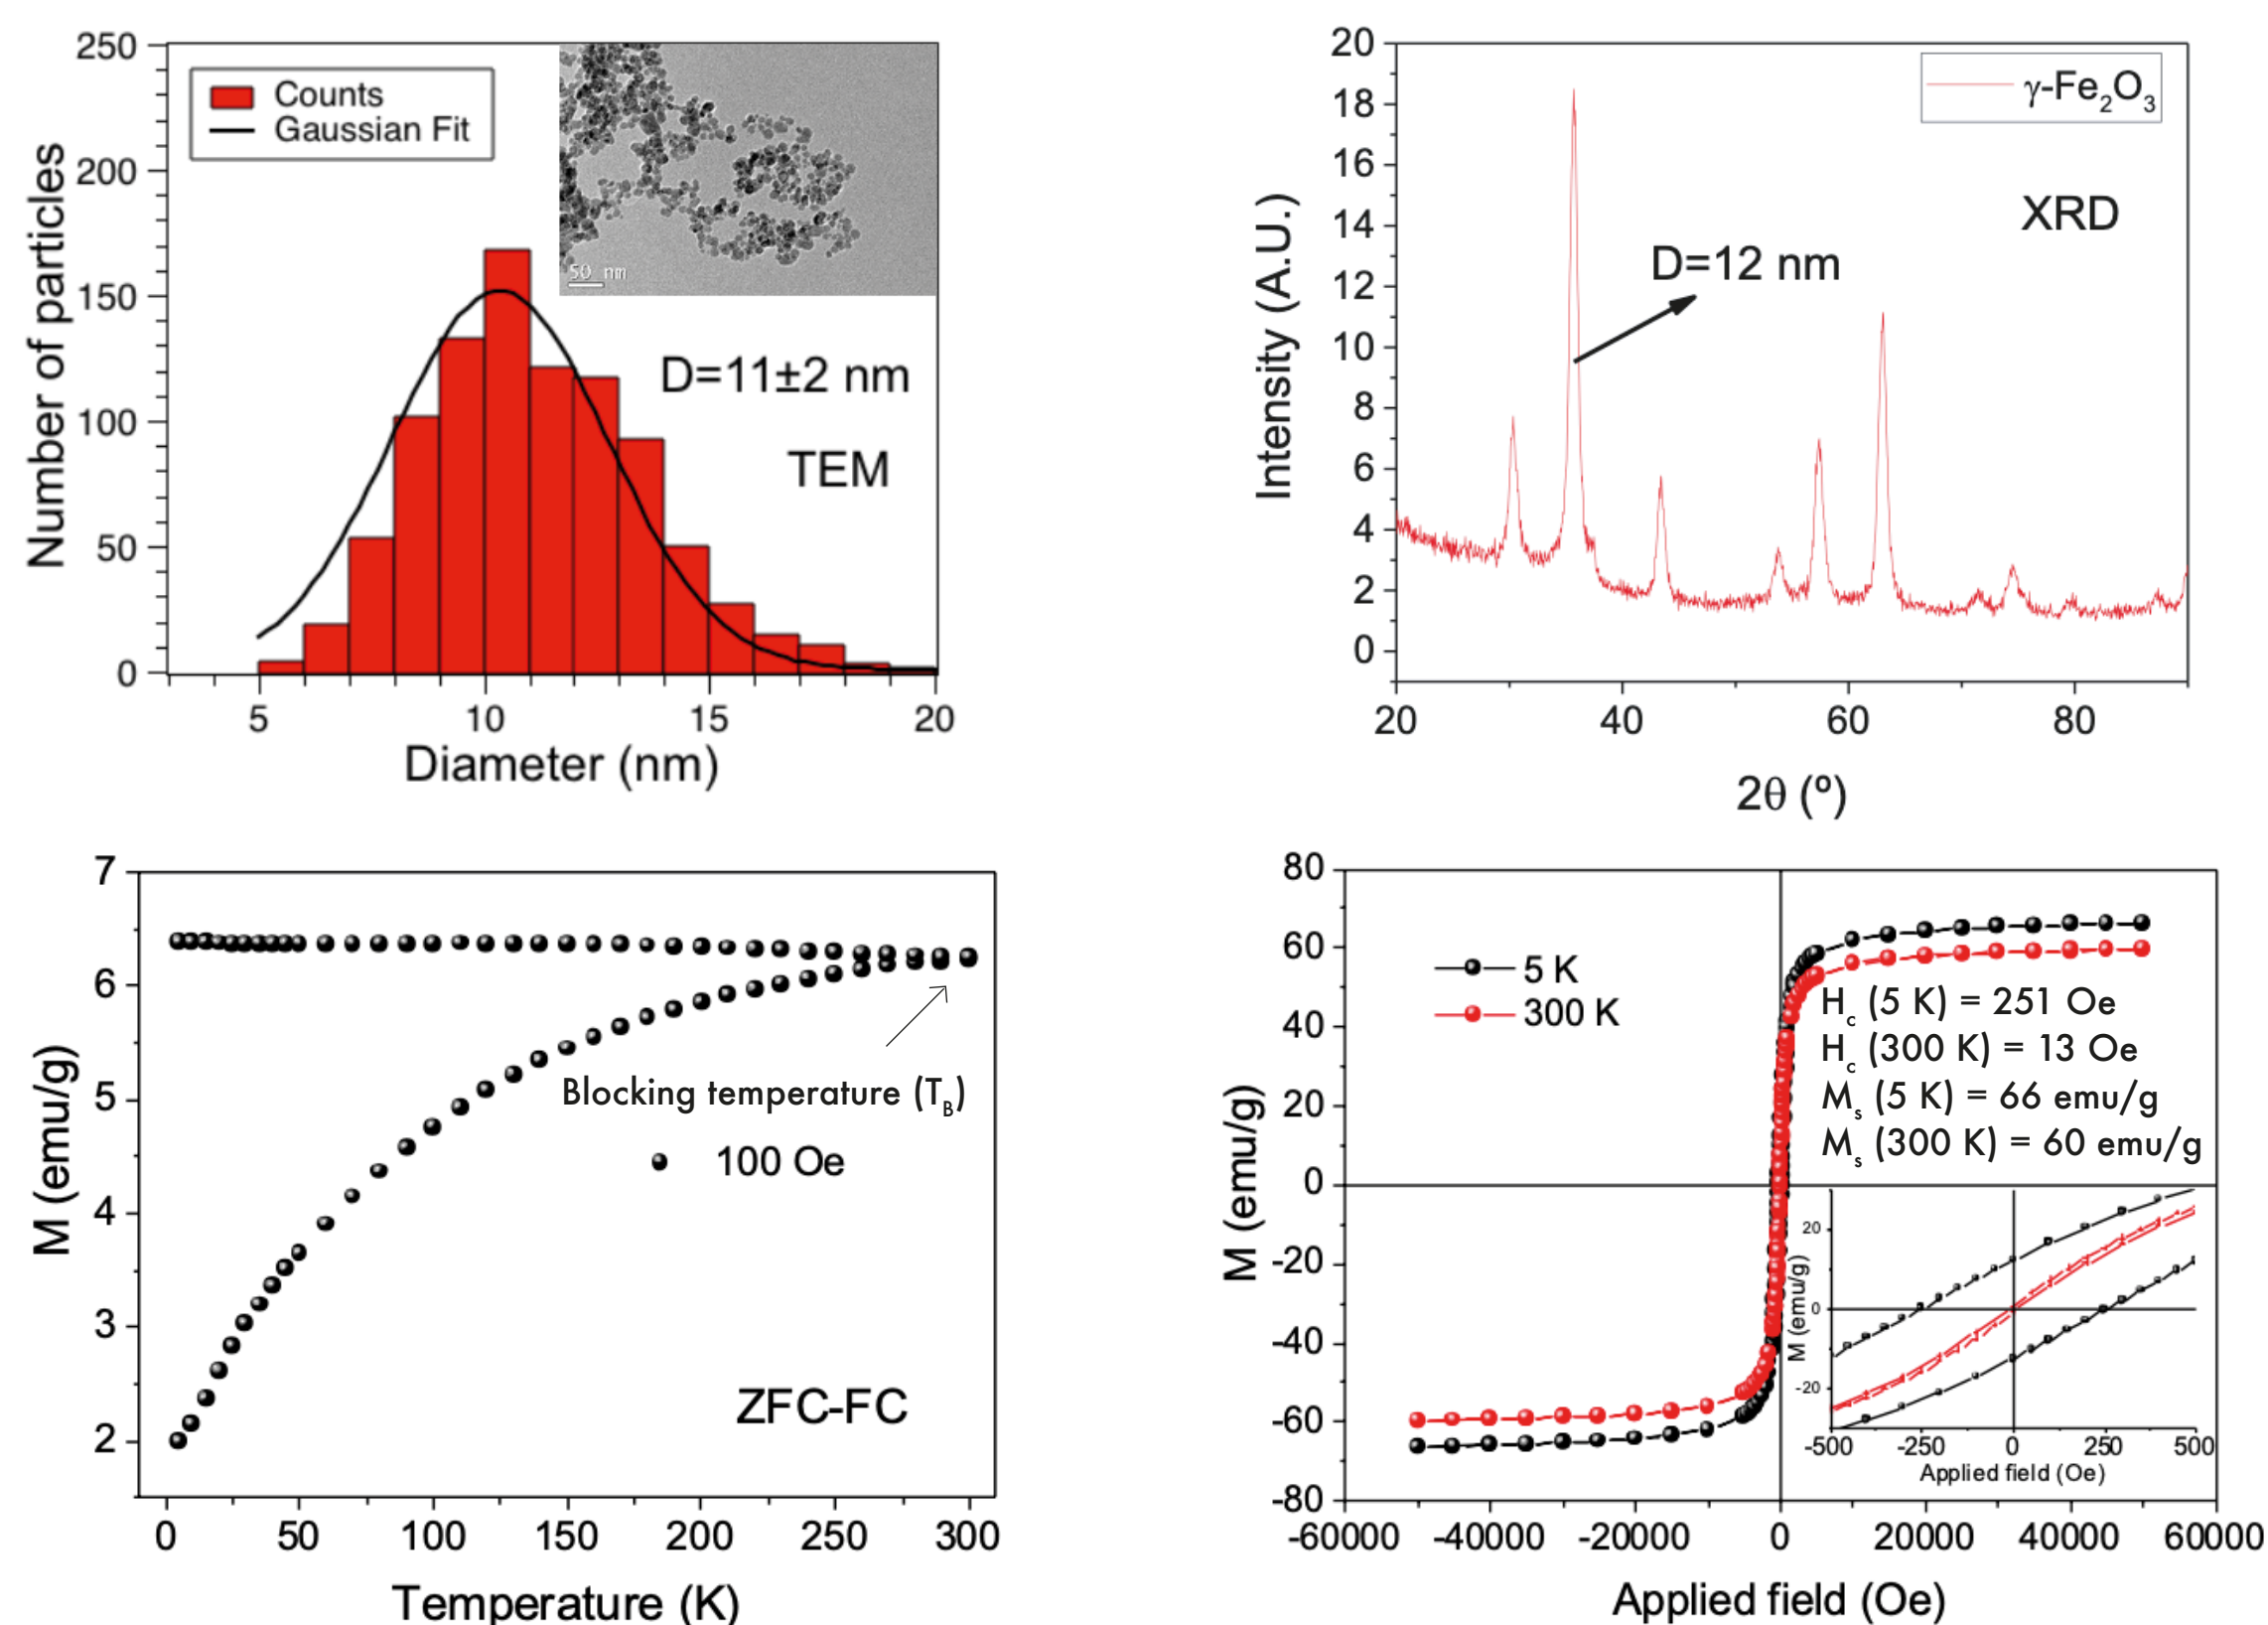 250
200
150
100
50
0
Number of particles
Counts
Gaussian Fit
50 nm
D=11±2 nm
TEM
5 10 15 20
Diameter (nm)
20
18
16
14
12
10
8
6
4
2
0
Intensity (A.U.)
γ-Fe₂O₃
XRD
D=12 nm
20 40 60 80
2θ (º)
7
6
5
4
3
2
M (emu/g)
Blocking temperature (T_B)
100 Oe
ZFC-FC
0 50 100 150 200 250 300
Temperature (K)
80
60
40
20
0
-20
-40
-60
-80
M (emu/g)
5 K
300 K
H_c (5 K) = 251 Oe
H_c (300 K) = 13 Oe
M_s (5 K) = 66 emu/g
M_s (300 K) = 60 emu/g
20
0
-20
M (emu/g)
-500 -250 0 250 500
Applied field (Oe)
-60000 -40000 -20000 0 20000 40000 60000
Applied field (Oe)